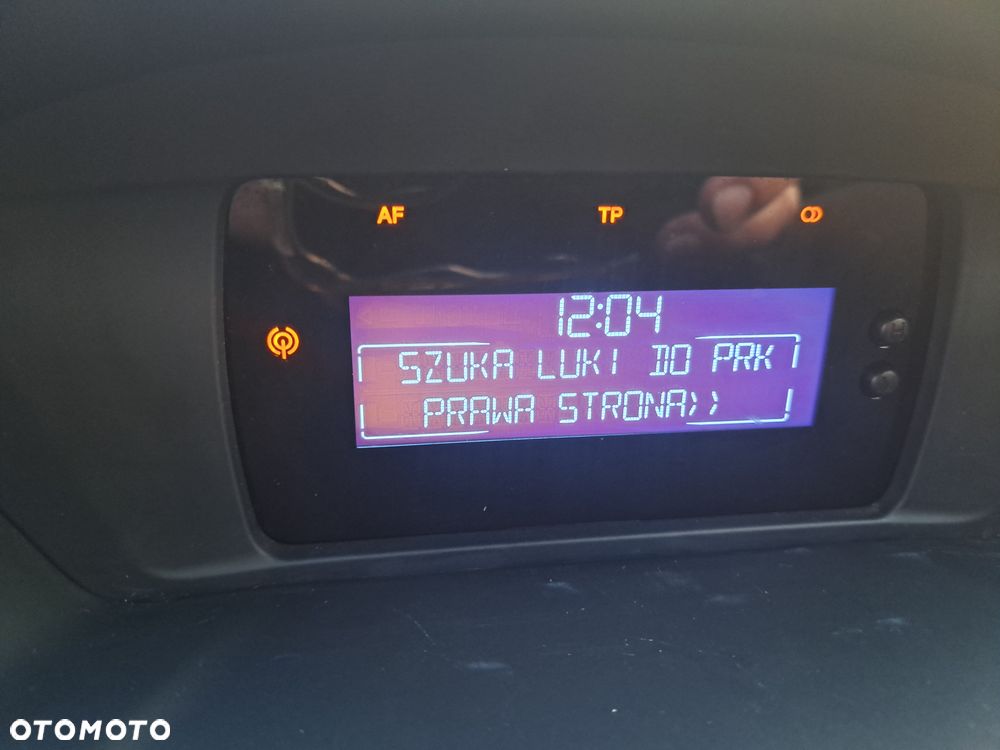 AF TP
12:04
SZUKA LUKI DO PRK
PRAWA STRONA>>
H
OTOMOTO